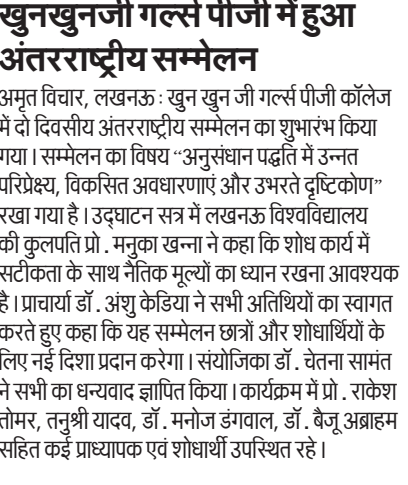 खुनखुनजी गर्ल्स पीजी में हुआ
अंतरराष्ट्रीय सम्मेलन
अमृत विचार, लखनऊ : खुन खुन जी गर्ल्स पीजी कॉलेज
में दो दिवसीय अंतरराष्ट्रीय सम्मेलन का शुभारंभ किया
गया। सम्मेलन का विषय “अनुसंधान पद्धति में उन्नत
परिप्रेक्ष्य, विकसित अवधारणाएं और उभरते दृष्टिकोण”
रखा गया है। उद्घाटन सत्र में लखनऊ विश्वविद्यालय
की कुलपति प्रो. मनुका खन्ना ने कहा कि शोध कार्य में
सटीकता के साथ नैतिक मूल्यों का ध्यान रखना आवश्यक
है। प्राचार्या डॉ. अंशु केडिया ने सभी अतिथियों का स्वागत
करते हुए कहा कि यह सम्मेलन छात्रों और शोधार्थियों के
लिए नई दिशा प्रदान करेगा। संयोजिका डॉ. चेतना सामंत
ने सभी का धन्यवाद ज्ञापित किया। कार्यक्रम में प्रो. राकेश
तोमर, तनुश्री यादव, डॉ. मनोज डंगवाल, डॉ. बैजू अब्राहम
सहित कई प्राध्यापक एवं शोधार्थी उपस्थित रहे।